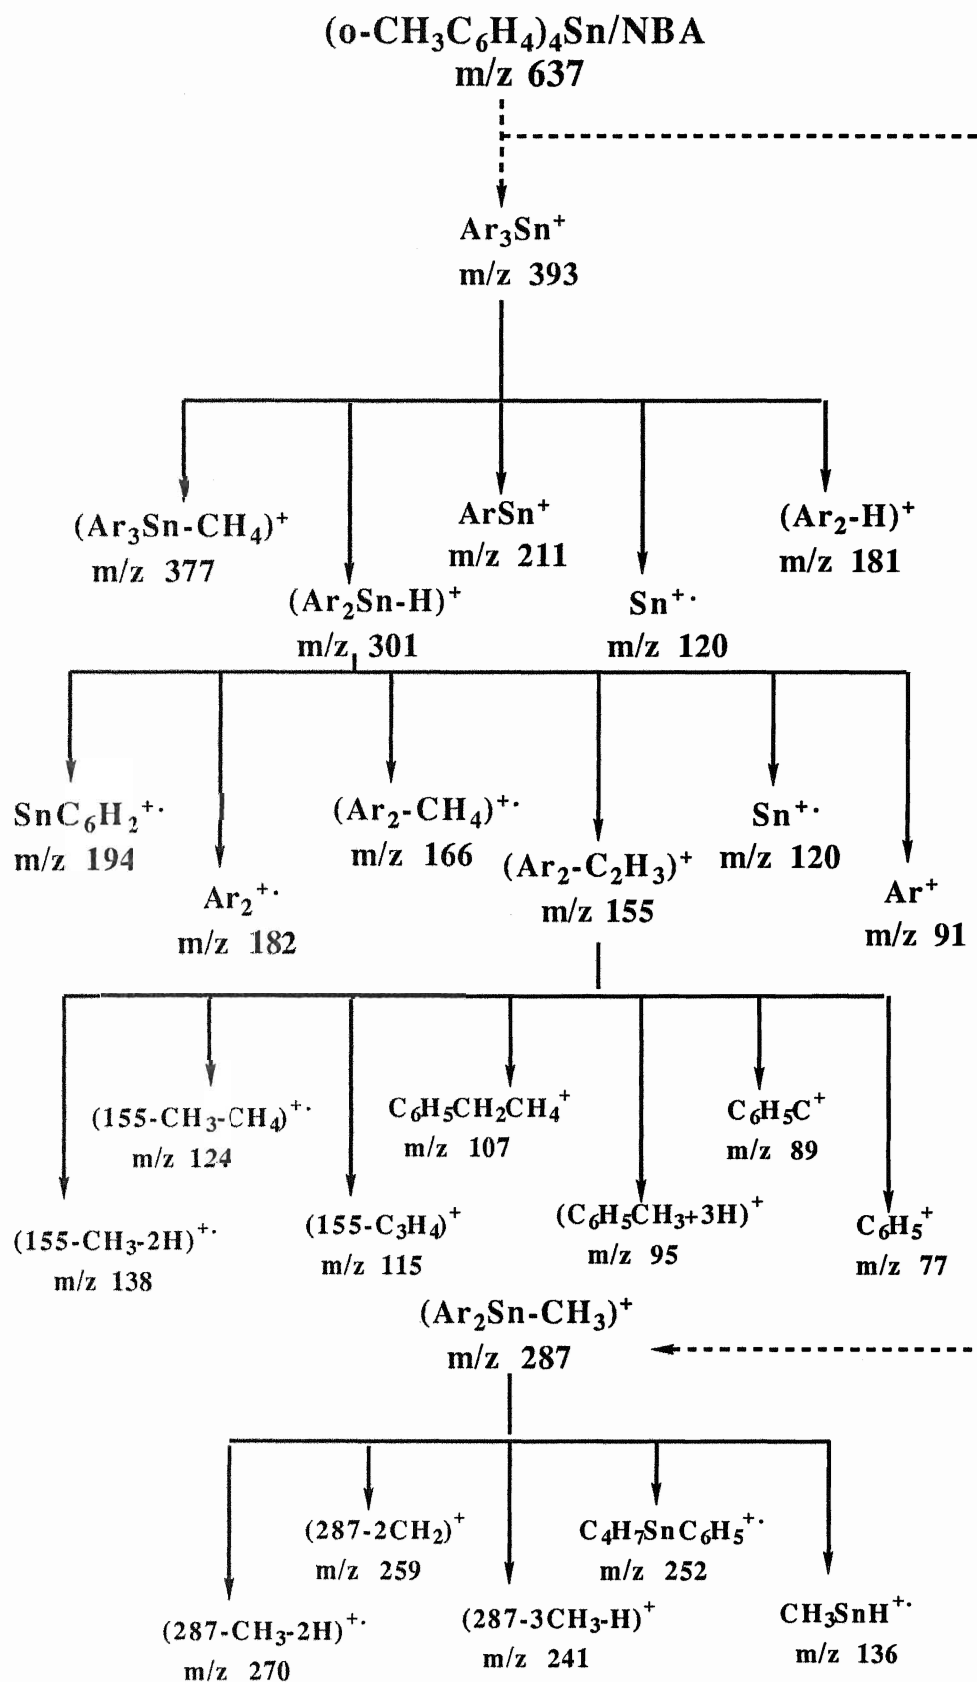 (o-CH₃C₆H₄)₄Sn/NBA
m/z 637
Ar₃Sn⁺
m/z 393
(Ar₃Sn-CH₄)⁺
m/z 377
(Ar₂Sn-H)⁺
m/z 301
ArSn⁺
m/z 211
Sn⁺·
m/z 120
(Ar₂-H)⁺
m/z 181
SnC₆H₂⁺·
m/z 194
Ar₂⁺·
m/z 182
(Ar₂-CH₄)⁺·
m/z 166
(Ar₂-C₂H₃)⁺
m/z 155
Sn⁺·
m/z 120
Ar⁺
m/z 91
(155-CH₃-2H)⁺·
m/z 138
(155-CH₃-CH₄)⁺·
m/z 124
(155-C₃H₄)⁺
m/z 115
C₆H₅CH₂CH₄⁺
m/z 107
(C₆H₅CH₃+3H)⁺
m/z 95
C₆H₅C⁺
m/z 89
C₆H₅⁺
m/z 77
(Ar₂Sn-CH₃)⁺
m/z 287
(287-CH₃-2H)⁺·
m/z 270
(287-2CH₂)⁺
m/z 259
(287-3CH₃-H)⁺
m/z 241
C₄H₇SnC₆H₅⁺·
m/z 252
CH₃SnH⁺·
m/z 136